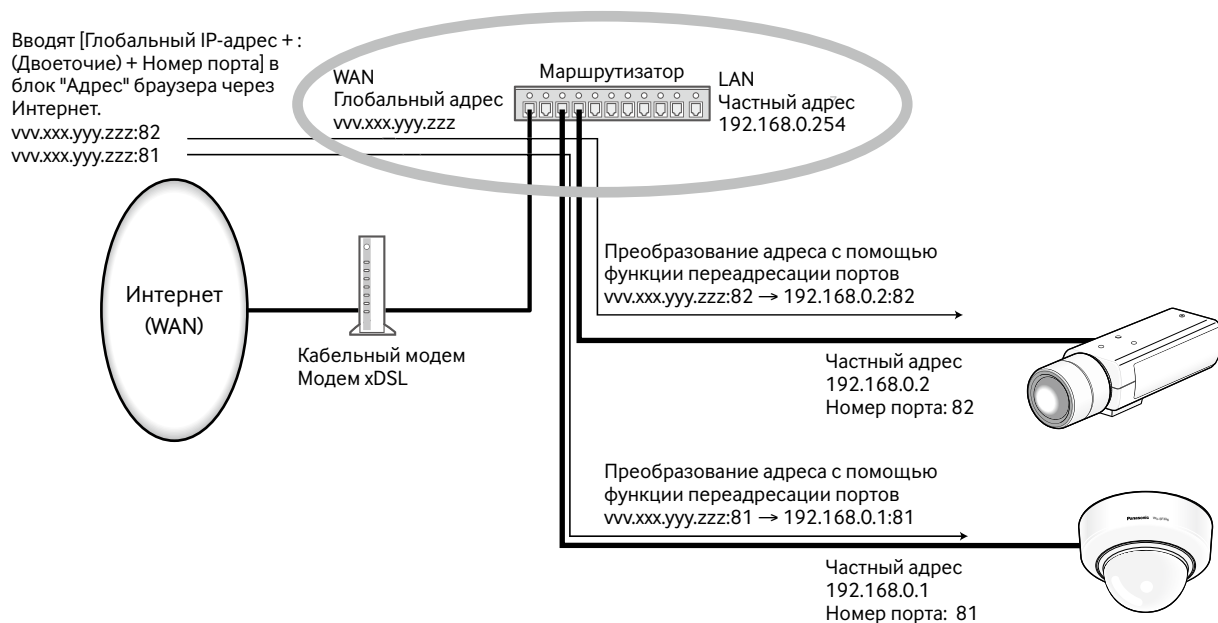 Вводят [Глобальный IP-адрес + :
(Двоеточие) + Номер порта] в
блок "Адрес" браузера через
Интернет.
vvv.xxx.yyy.zzz:82
vvv.xxx.yyy.zzz:81
WAN
Глобальный адрес
vvv.xxx.yyy.zzz
Маршрутизатор
LAN
Частный адрес
192.168.0.254
Интернет
(WAN)
Кабельный модем
Модем xDSL
Преобразование адреса с помощью
функции переадресации портов
vvv.xxx.yyy.zzz:82 → 192.168.0.2:82
Частный адрес
192.168.0.2
Номер порта: 82
Преобразование адреса с помощью
функции переадресации портов
vvv.xxx.yyy.zzz:81 → 192.168.0.1:81
Panasonic
Частный адрес
192.168.0.1
Номер порта: 81